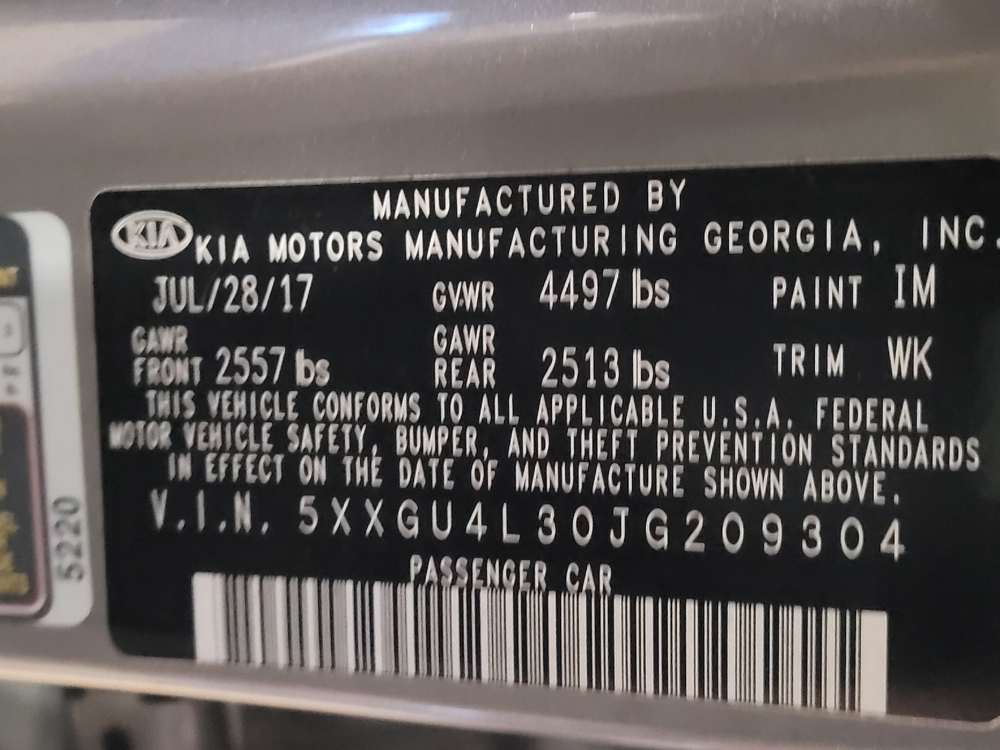 MANUFACTURED BY
KIA KIA MOTORS MANUFACTURING GEORGIA, INC.
JUL/28/17 GVWR 4497 lbs PAINT IM
GAWR FRONT 2557 lbs GAWR REAR 2513 lbs TRIM WK
THIS VEHICLE CONFORMS TO ALL APPLICABLE U.S.A. FEDERAL
MOTOR VEHICLE SAFETY, BUMPER, AND THEFT PREVENTION STANDARDS
IN EFFECT ON THE DATE OF MANUFACTURE SHOWN ABOVE.
V.I.N. 5XXGU4L30JG209304
PASSENGER CAR
5220